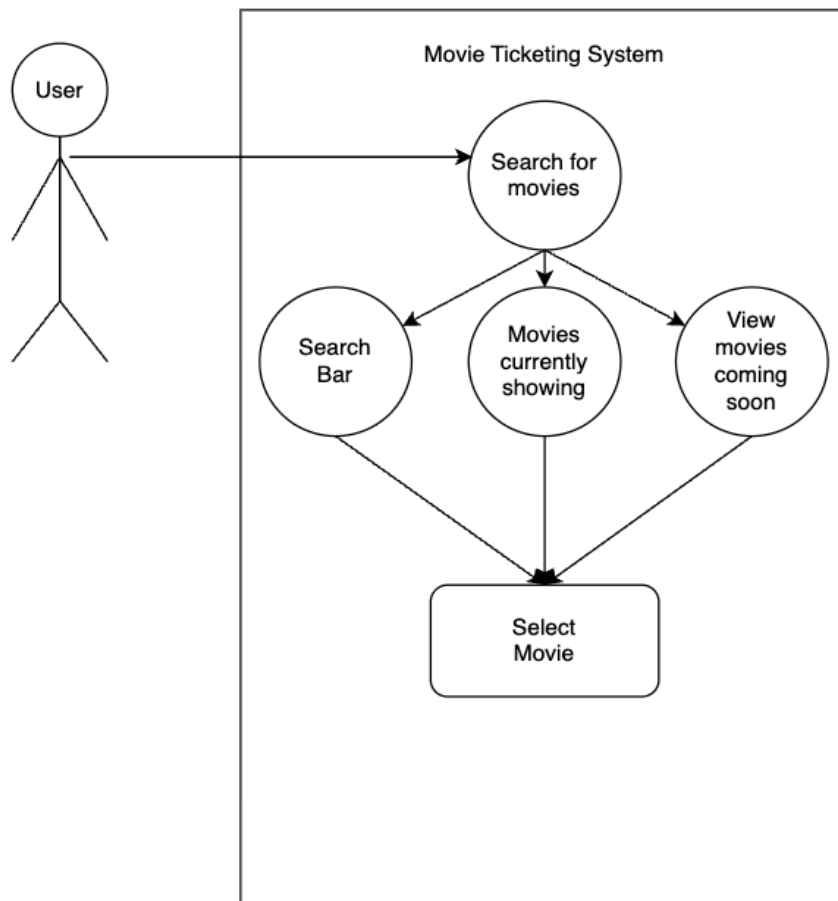 Movie Ticketing System
User
Search for
movies
Search
Bar
Movies
currently
showing
View
movies
coming
soon
Select
Movie